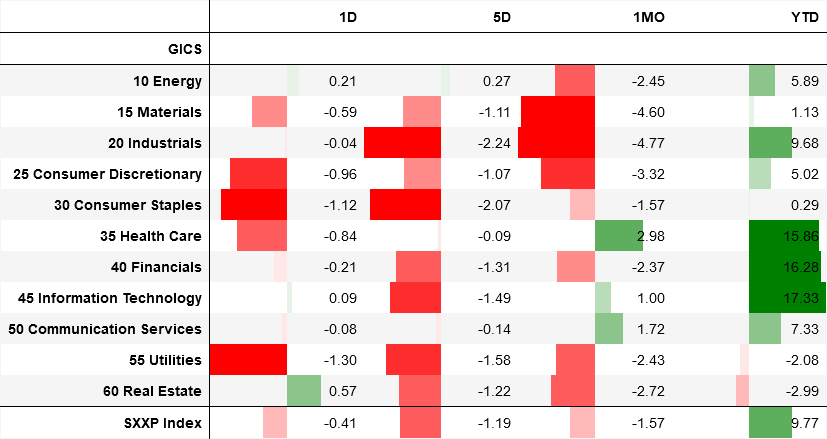 1D 5D 1MO YTD
GICS
10 Energy 0.21 0.27 -2.45 5.89
15 Materials -0.59 -1.11 -4.60 1.13
20 Industrials -0.04 -2.24 -4.77 9.68
25 Consumer Discretionary -0.96 -1.07 -3.32 5.02
30 Consumer Staples -1.12 -2.07 -1.57 0.29
35 Health Care -0.84 -0.09 2.98 15.86
40 Financials -0.21 -1.31 -2.37 16.28
45 Information Technology 0.09 -1.49 1.00 17.33
50 Communication Services -0.08 -0.14 1.72 7.33
55 Utilities -1.30 -1.58 -2.43 -2.08
60 Real Estate 0.57 -1.22 -2.72 -2.99
SXXP Index -0.41 -1.19 -1.57 9.77